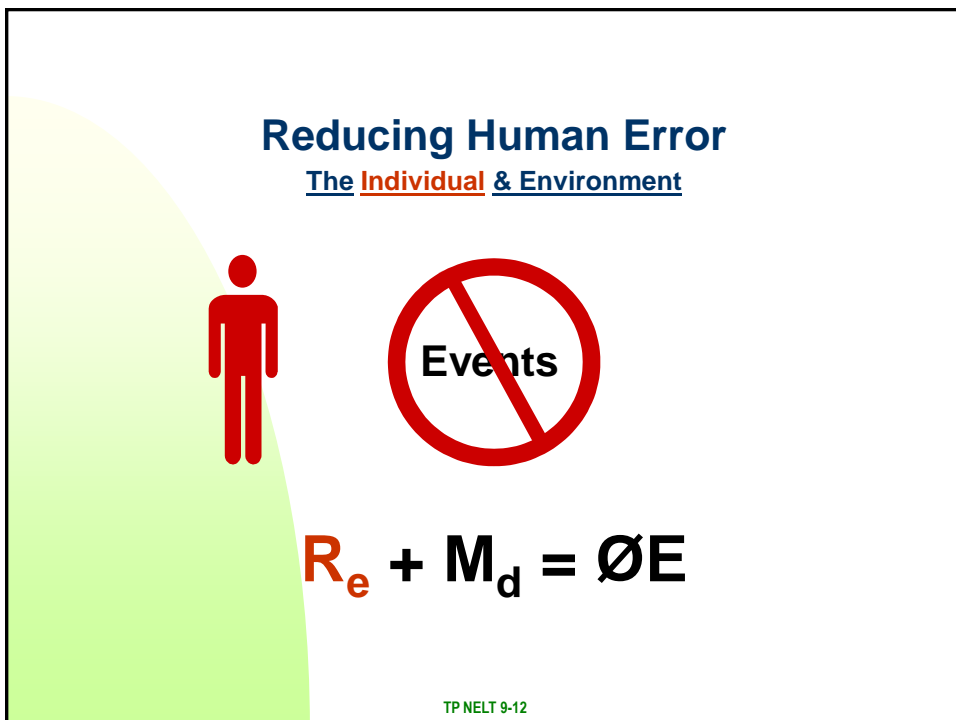 Reducing Human Error
The Individual & Environment
Events
Re + Md = ØE
TP NELT 9-12